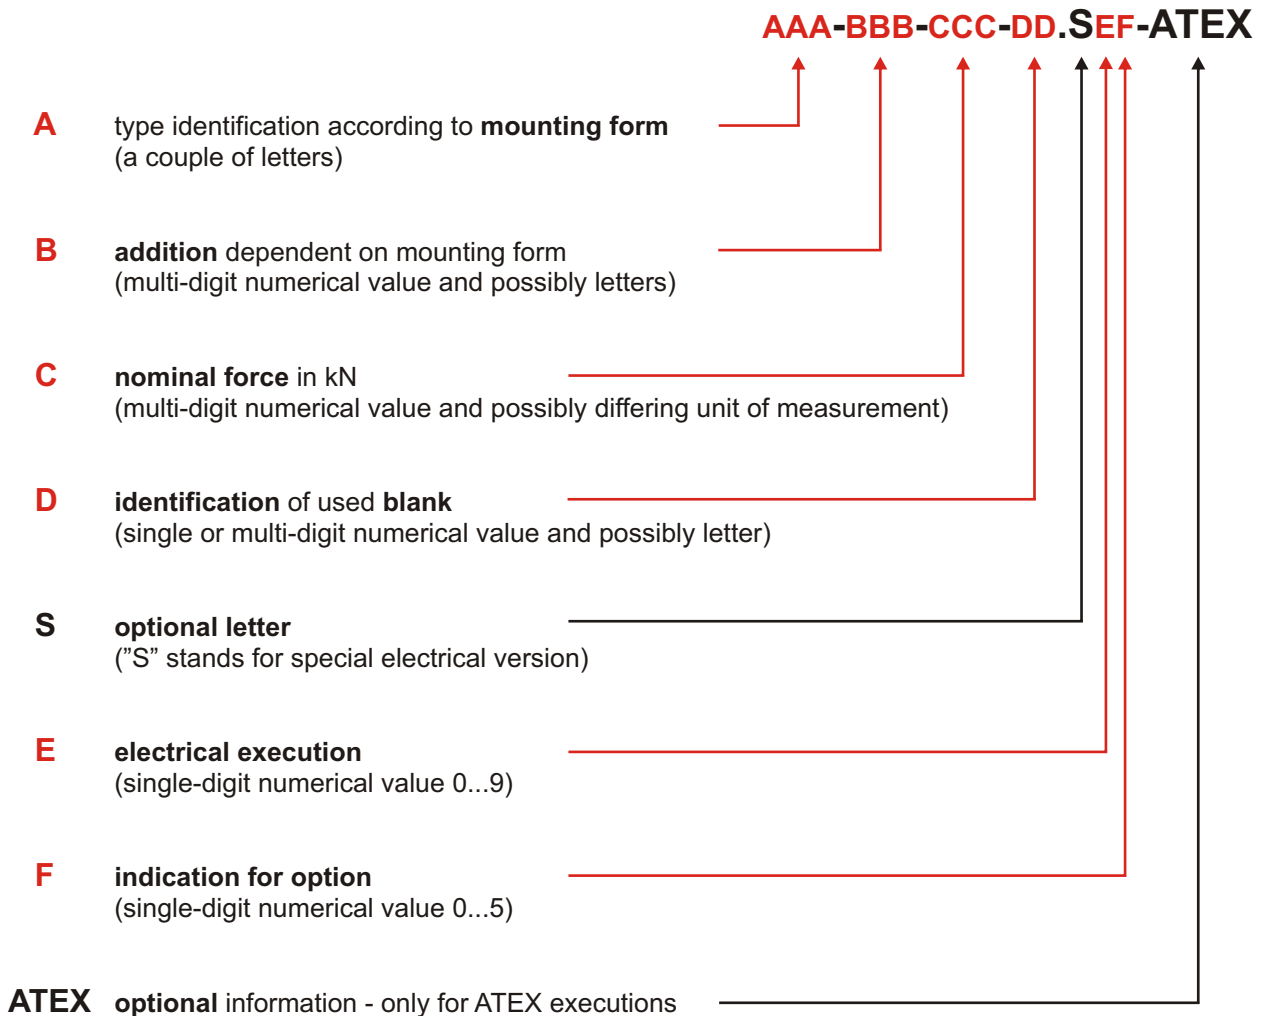 AAA-BBB-CCC-DD.SEF-ATEX
A type identification according to mounting form
(a couple of letters)
B addition dependent on mounting form
(multi-digit numerical value and possibly letters)
C nominal force in kN
(multi-digit numerical value and possibly differing unit of measurement)
D identification of used blank
(single or multi-digit numerical value and possibly letter)
S optional letter
(”S” stands for special electrical version)
E electrical execution
(single-digit numerical value 0...9)
F indication for option
(single-digit numerical value 0...5)
ATEX optional information - only for ATEX executions